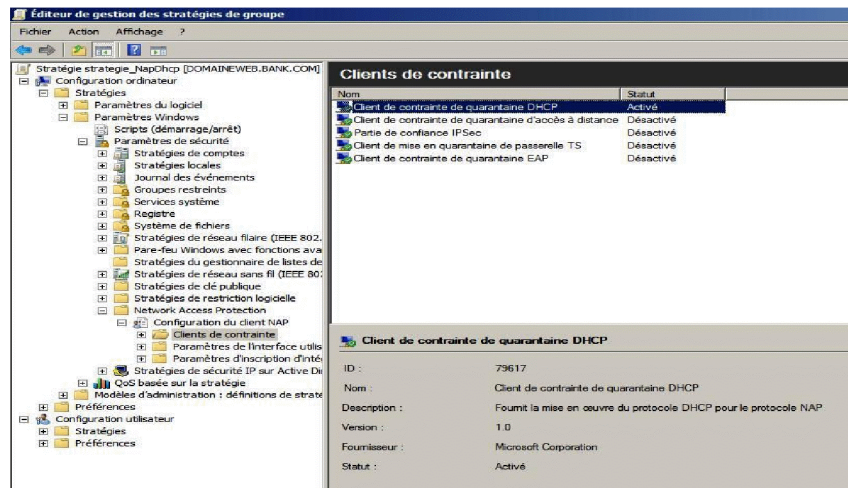 Éditeur de gestion des stratégies de groupe
Fichier Action Affichage ?
Stratégie strategie_NapDhcp [DOMAINEWEB.BANK.COM]
Configuration ordinateur
Stratégies
Paramètres du logiciel
Paramètres Windows
Scripts (démarrage/arrêt)
Paramètres de sécurité
Stratégies de comptes
Stratégies locales
Journal des événements
Groupes restreints
Services système
Registre
Système de fichiers
Stratégies de réseau filaire (IEEE 802.
Pare-feu Windows avec fonctions ava
Stratégies du gestionnaire de listes de
Stratégies de réseau sans fil (IEEE 80
Stratégies de clé publique
Stratégies de restriction logicielle
Network Access Protection
Configuration du client NAP
Clients de contrainte
Paramètres de l'interface utilis
Paramètres d'inscription d'inté
Stratégies de sécurité IP sur Active Di
QoS basée sur la stratégie
Modèles d'administration : définitions de straté
Préférences
Configuration utilisateur
Stratégies
Préférences
Clients de contrainte
Nom Statut
Client de contrainte de quarantaine DHCP Activé
Client de contrainte de quarantaine d'accès à distance Désactivé
Partie de confiance IPSec Désactivé
Client de mise en quarantaine de passerelle TS Désactivé
Client de contrainte de quarantaine EAP Désactivé
Client de contrainte de quarantaine DHCP
ID : 79617
Nom : Client de contrainte de quarantaine DHCP
Description : Fournit la mise en œuvre du protocole DHCP pour le protocole NAP
Version : 1.0
Fournisseur : Microsoft Corporation
Statut : Activé